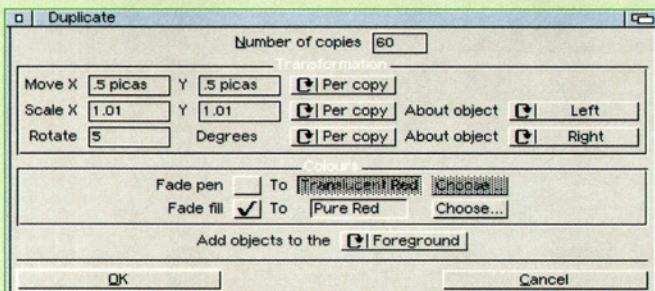 Duplicate
Number of copies 60
Transformation
Move X .5 picas Y .5 picas Per copy
Scale X 1.01 Y 1.01 Per copy About object Left
Rotate 5 Degrees Per copy About object Right
Colours
Fade pen To Translucent Red Choose...
Fade fill To Pure Red Choose...
Add objects to the Foreground
OK Cancel